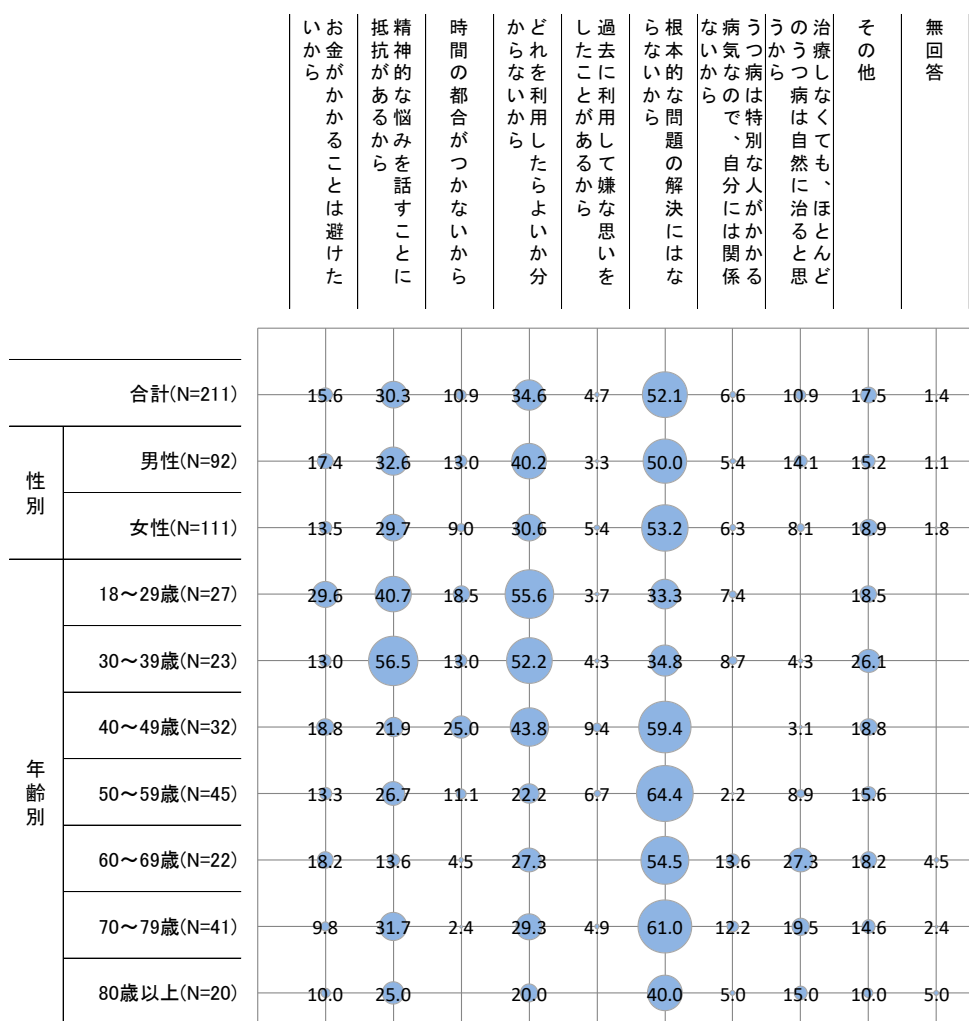 お金がかかることは避けた
いから
精神的な悩みを話すことに
抵抗があるから
時間の都合がつかないから
どれを利用したらよいか分
からないから
過去に利用して嫌な思いを
したことがあるから
根本的な問題の解決にはな
らないから
うつ病は特別な人がかかる
病気なので、自分には関係
ないから
治療しなくても、ほとんど
のうつ病は自然に治ると思
うから
その他
無回答
合計(N=211) 15.6 30.3 10.9 34.6 4.7 52.1 6.6 10.9 17.5 1.4
性別
男性(N=92) 17.4 32.6 13.0 40.2 3.3 50.0 5.4 14.1 15.2 1.1
女性(N=111) 13.5 29.7 9.0 30.6 5.4 53.2 6.3 8.1 18.9 1.8
年齢別
18～29歳(N=27) 29.6 40.7 18.5 55.6 3.7 33.3 7.4 18.5
30～39歳(N=23) 13.0 56.5 13.0 52.2 4.3 34.8 8.7 4.3 26.1
40～49歳(N=32) 18.8 21.9 25.0 43.8 9.4 59.4 3.1 18.8
50～59歳(N=45) 13.3 26.7 11.1 22.2 6.7 64.4 2.2 8.9 15.6
60～69歳(N=22) 18.2 13.6 4.5 27.3 54.5 13.6 27.3 18.2 4.5
70～79歳(N=41) 9.8 31.7 2.4 29.3 4.9 61.0 12.2 19.5 14.6 2.4
80歳以上(N=20) 10.0 25.0 20.0 40.0 5.0 15.0 10.0 5.0